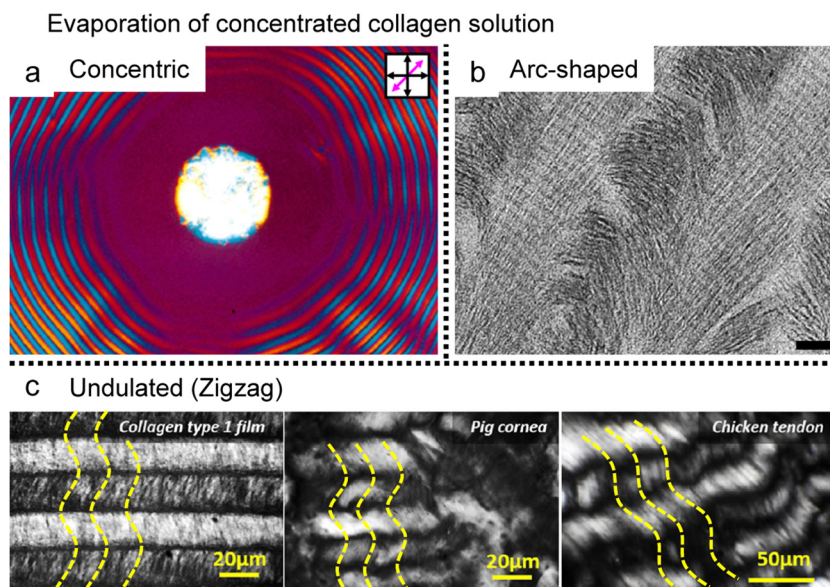 Evaporation of concentrated collagen solution
a Concentric
b Arc-shaped
c Undulated (Zigzag)
Collagen type 1 film
Pig cornea
Chicken tendon
20μm
20μm
50μm